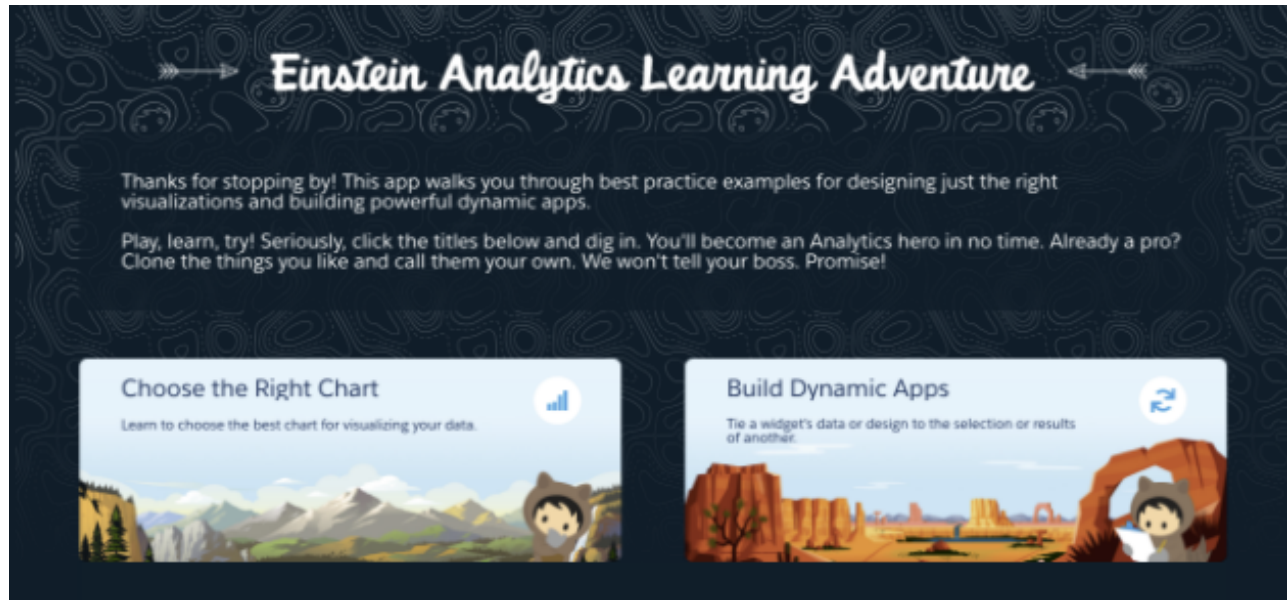 Einstein Analytics Learning Adventure
Thanks for stopping by! This app walks you through best practice examples for designing just the right
visualizations and building powerful dynamic apps.
Play, learn, try! Seriously, click the titles below and dig in. You'll become an Analytics hero in no time. Already a pro?
Clone the things you like and call them your own. We won't tell your boss. Promise!
Choose the Right Chart
Learn to choose the best chart for visualizing your data.
Build Dynamic Apps
Tie a widget's data or design to the selection or results
of another.